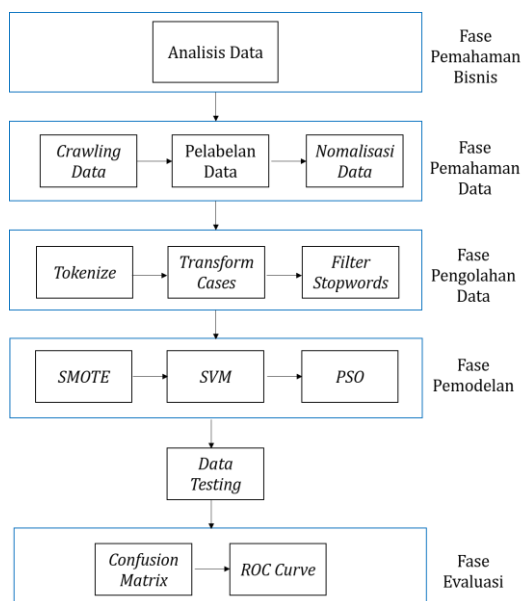 Analisis Data
Fase
Pemahaman
Bisnis
Crawling
Data
Pelabelan
Data
Nomalisasi
Data
Fase
Pemahaman
Data
Tokenize
Transform
Cases
Filter
Stopwords
Fase
Pengolahan
Data
SMOTE
SVM
PSO
Fase
Pemodelan
Data
Testing
Confusion
Matrix
ROC Curve
Fase
Evaluasi